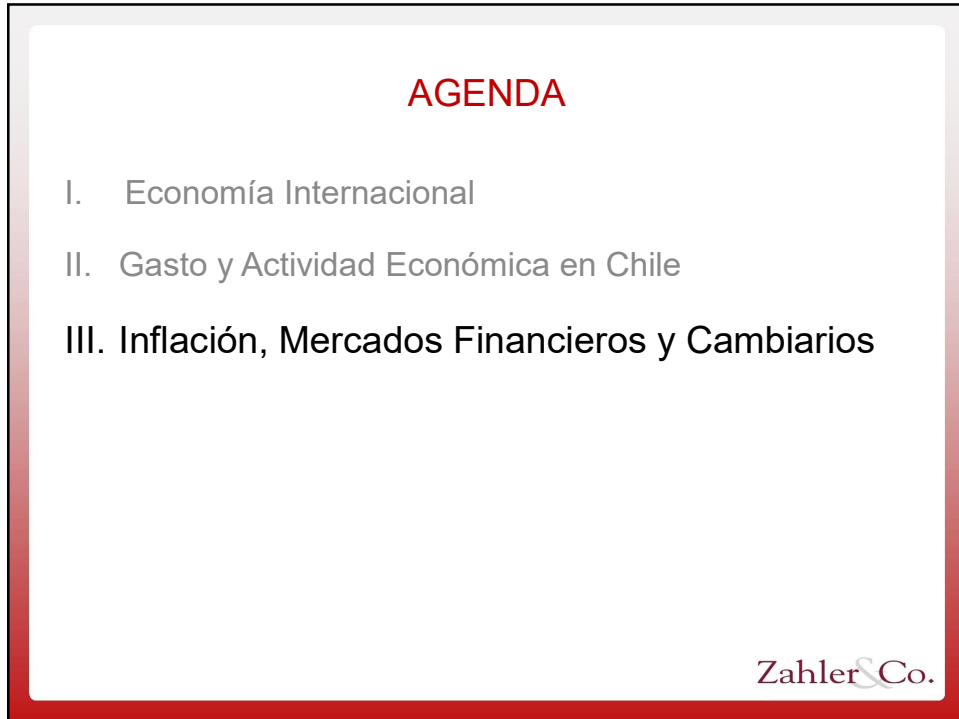 AGENDA
I. Economía Internacional
II. Gasto y Actividad Económica en Chile
III. Inflación, Mercados Financieros y Cambiarios
Zahler&Co.